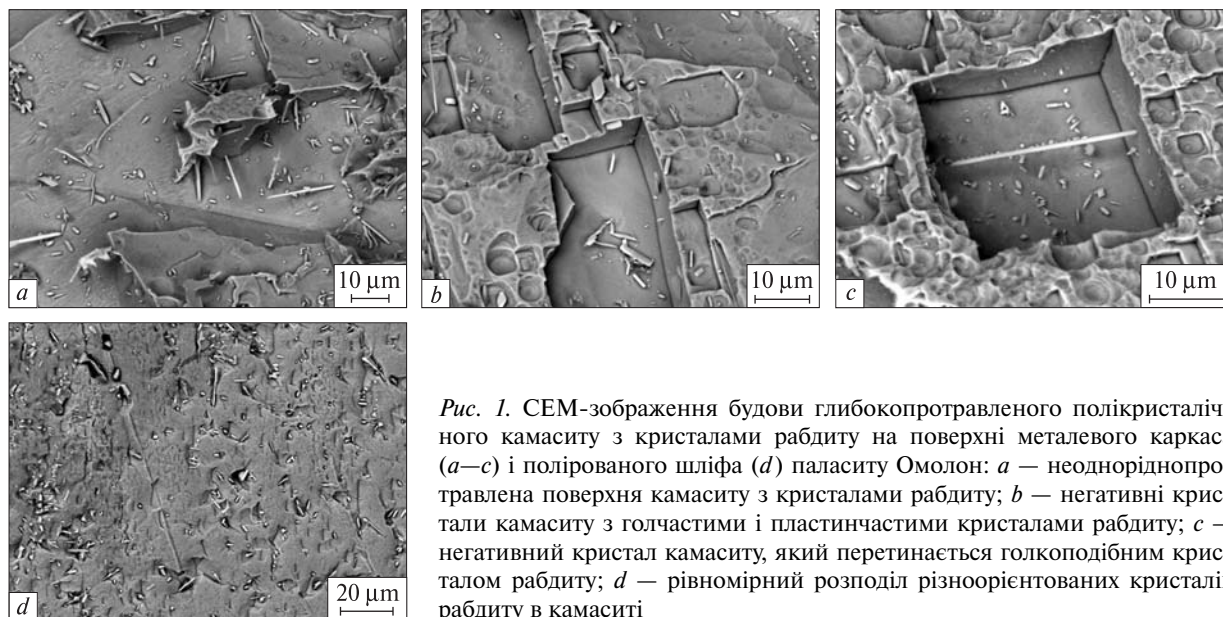 a
10 µm
b
10 µm
c
10 µm
d
20 µm
Рис. 1. СЕМ-зображення будови глибокопротравленого полікристаліч
ного камаситу з кристалами рабдиту на поверхні металевого каркас
(a—c) і полірованого шліфа (d) паласиту Омолон: a — неодноріднопро
травлена поверхня камаситу з кристалами рабдиту; b — негативні крис
тали камаситу з голчастими і пластинчастими кристалами рабдиту; c –
негативний кристал камаситу, який перетинається голкоподібним крис
талом рабдиту; d — рівномірний розподіл різноорієнтованих кристалі
рабдиту в камаситі